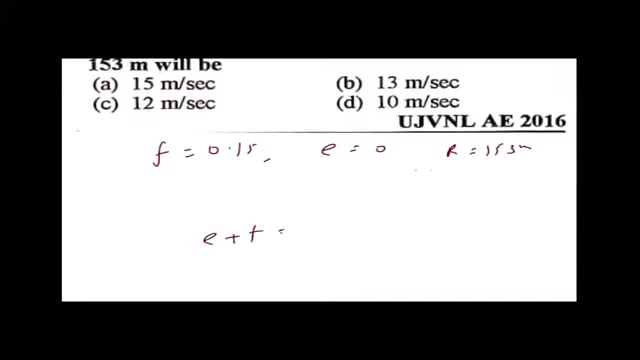 153 m will be
(a) 15 m/sec (b) 13 m/sec
(c) 12 m/sec (d) 10 m/sec
UJVNL AE 2016
f = 0.15, e = 0 R = 153m
e + f =